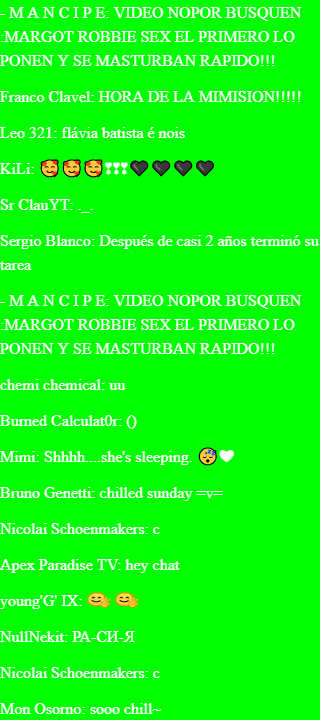 - M A N C I P E: VIDEO NOPOR BUSQUEN
:MARGOT ROBBIE SEX EL PRIMERO LO
PONEN Y SE MASTURBAN RAPIDO!!!
Franco Clavel: HORA DE LA MIMISION!!!!!
Leo 321: flávia batista é nois
KiLi: 🥰🥰🥰❣❣❣🖤🖤🖤🖤
Sr ClauYT: ._.
Sergio Blanco: Después de casi 2 años terminó su
tarea
- M A N C I P E: VIDEO NOPOR BUSQUEN
:MARGOT ROBBIE SEX EL PRIMERO LO
PONEN Y SE MASTURBAN RAPIDO!!!
chemi chemical: uu
Burned Calculat0r: ()
Mimi: Shhhh....she's sleeping. 😴🤍
Bruno Genetti: chilled sunday =v=
Nicolai Schoenmakers: c
Apex Paradise TV: hey chat
young'G' IX: 🤗 🤗
NullNekit: РА-СИ-Я
Nicolai Schoenmakers: c
Mon Osorno: sooo chill~